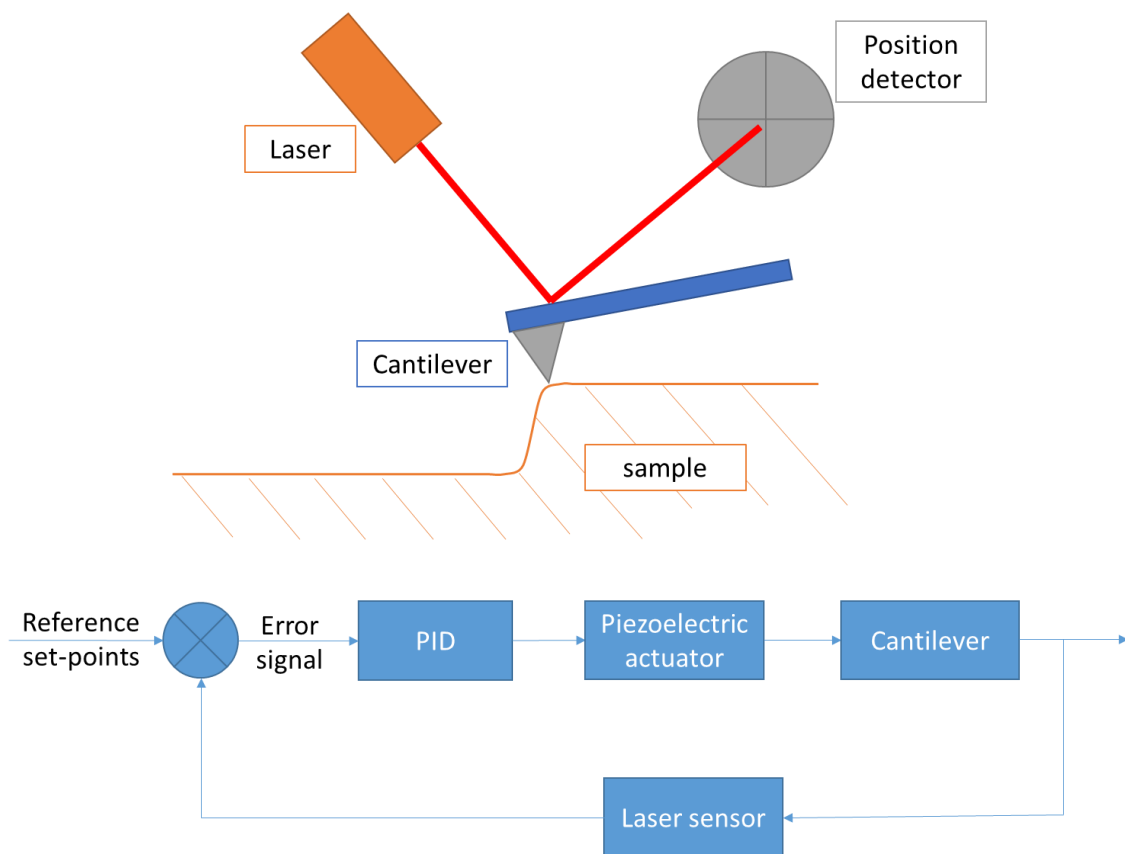 Position
detector
Laser
Cantilever
sample
Reference
set-points
Error
signal
PID
Piezoelectric
actuator
Cantilever
Laser sensor